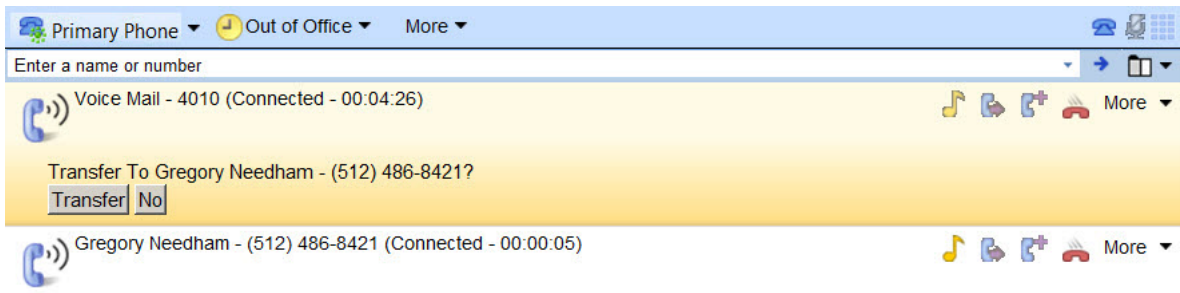 Primary Phone Out of Office More
Enter a name or number
Voice Mail - 4010 (Connected - 00:04:26) More
Transfer To Gregory Needham - (512) 486-8421?
Transfer No
Gregory Needham - (512) 486-8421 (Connected - 00:00:05) More